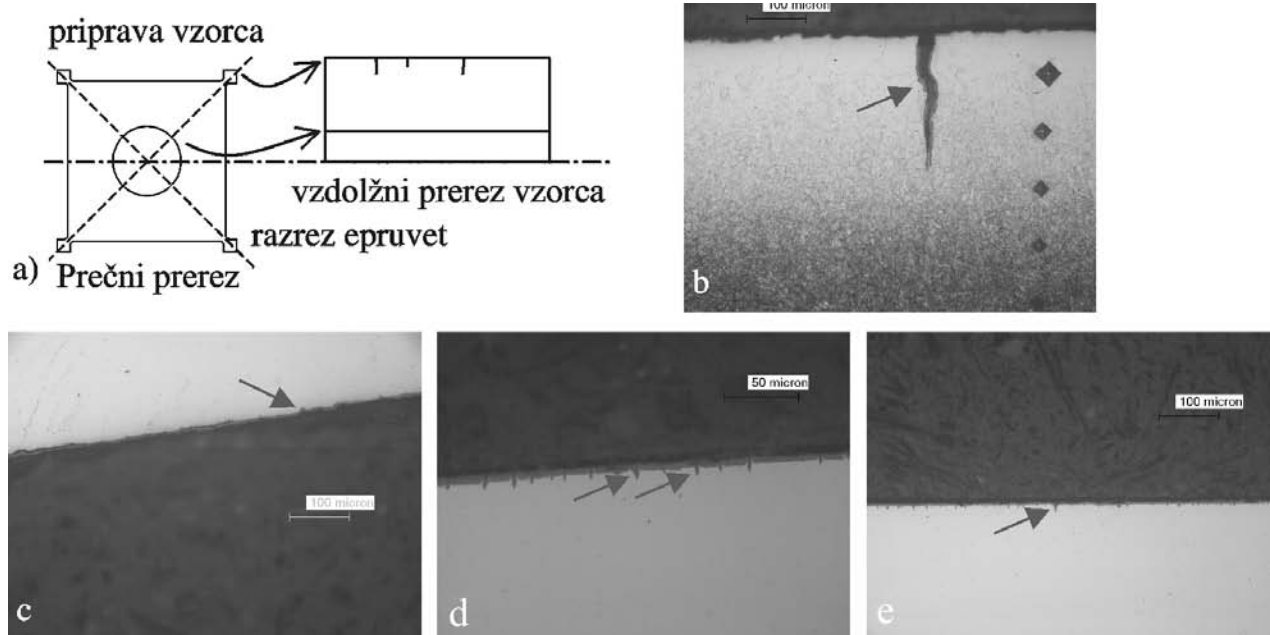 priprava vzorca
vzdolžni prerez vzorca
razrez epruvet
a) Prečni prerez
100 micron
b
100 micron
c
50 micron
d
100 micron
e